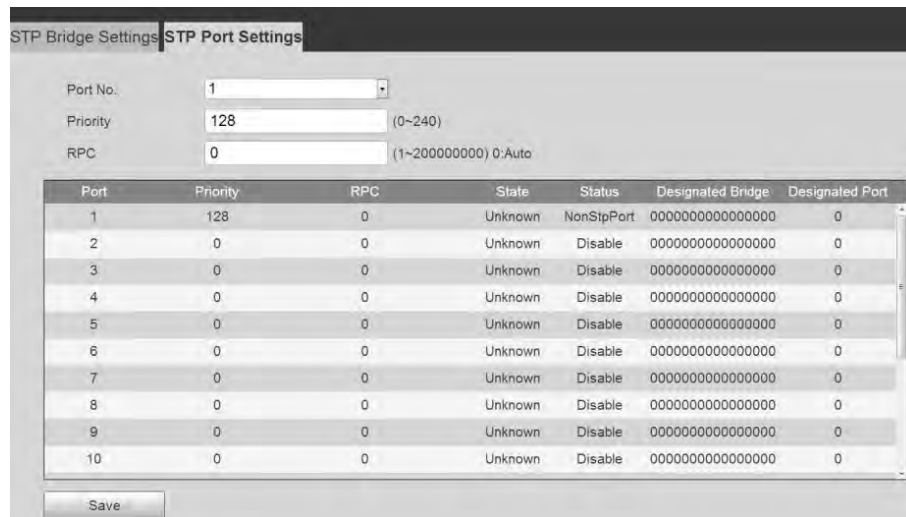 STP Bridge Settings STP Port Settings
Port No. 1
Priority 128 (0~240)
RPC 0 (1~200000000) 0:Auto
Port Priority RPC State Status Designated Bridge Designated Port
1 128 0 Unknown NonStpPort 0000000000000000 0
2 0 0 Unknown Disable 0000000000000000 0
3 0 0 Unknown Disable 0000000000000000 0
4 0 0 Unknown Disable 0000000000000000 0
5 0 0 Unknown Disable 0000000000000000 0
6 0 0 Unknown Disable 0000000000000000 0
7 0 0 Unknown Disable 0000000000000000 0
8 0 0 Unknown Disable 0000000000000000 0
9 0 0 Unknown Disable 0000000000000000 0
10 0 0 Unknown Disable 0000000000000000 0
Save